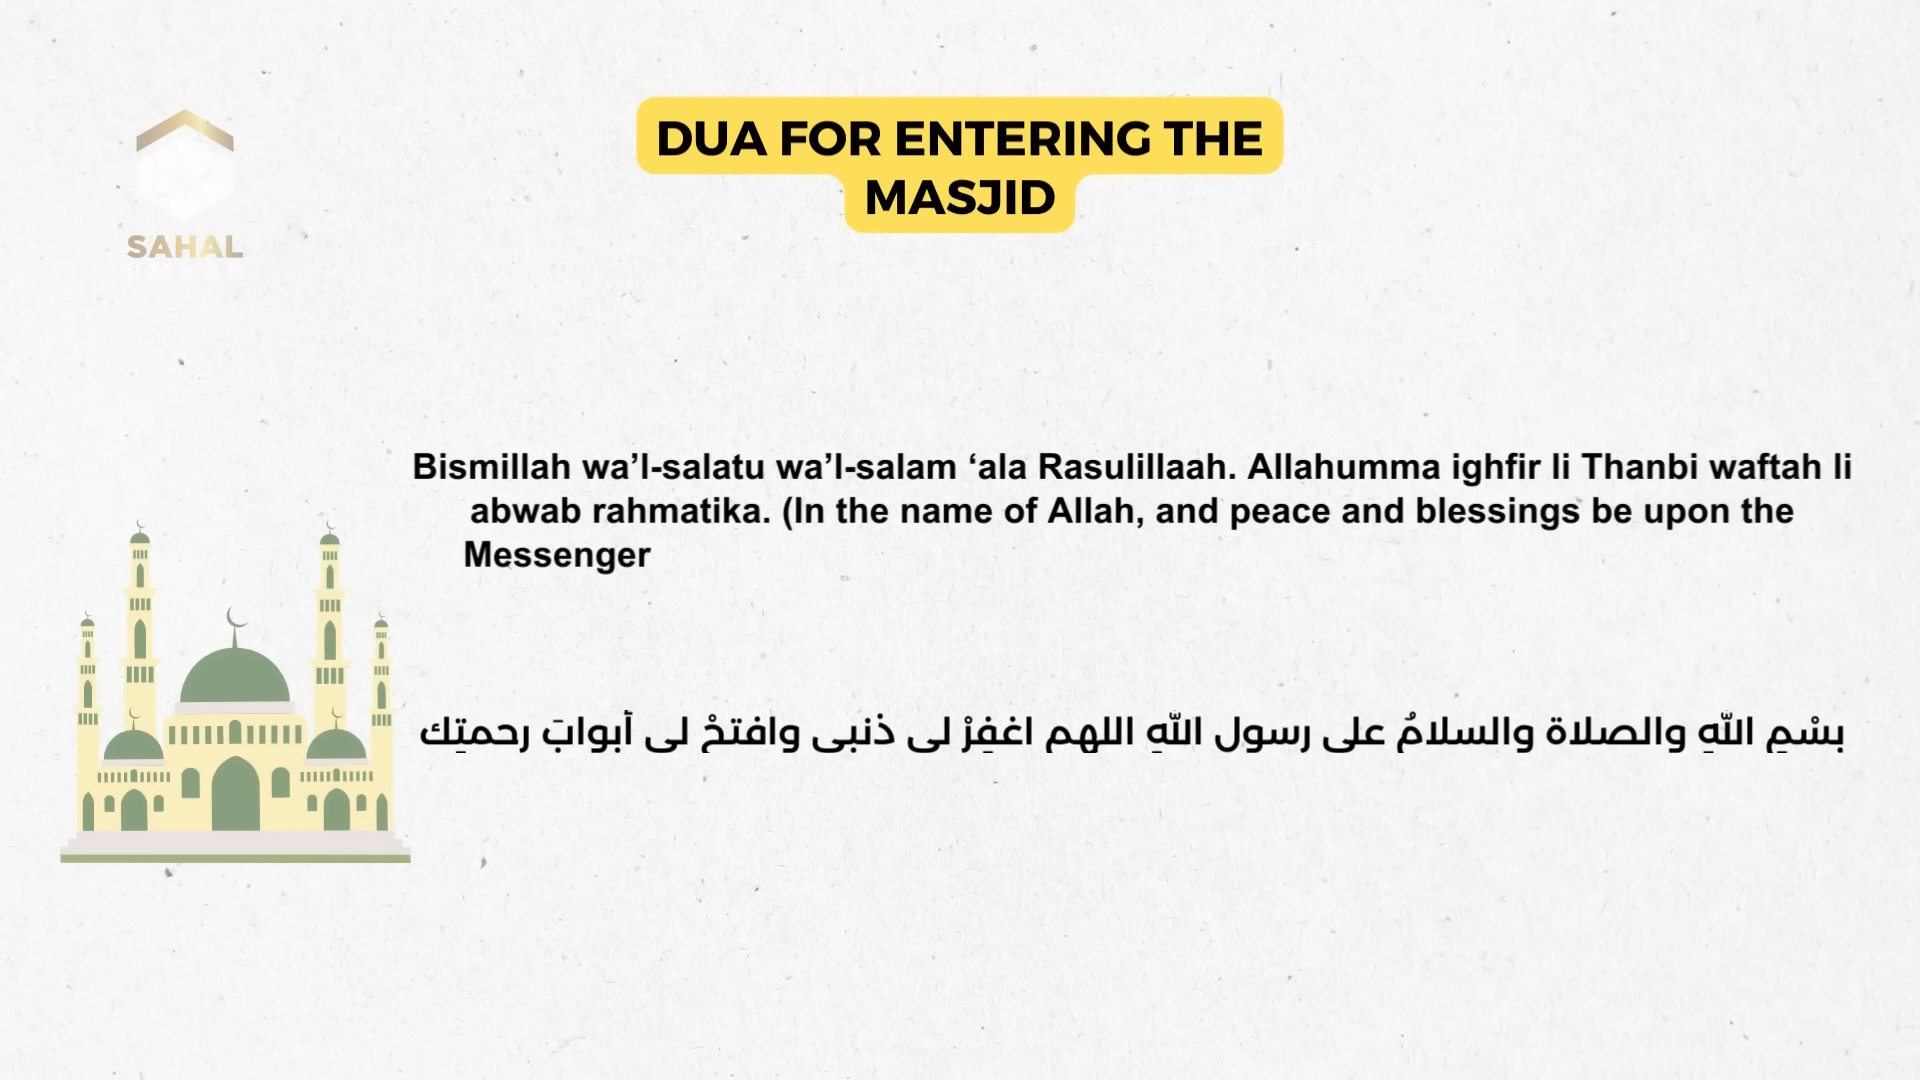 SAHAL
DUA FOR ENTERING THE
MASJID
Bismillah wa’l-salatu wa’l-salam ‘ala Rasulillaah. Allahumma ighfir li Thanbi waftah li
abwab rahmatika. (In the name of Allah, and peace and blessings be upon the
Messenger
بسْمِ اللهِ والصلاة والسلامُ على رسول اللهِ اللهم اغفِرْ لى ذنبى وافتحْ لى أبوابَ رحمتِك